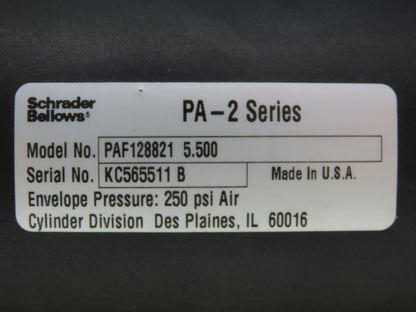 Schrader Bellows® PA-2 Series
Model No. PAF128821 5.500
Serial No. KC565511 B Made In U.S.A.
Envelope Pressure: 250 psi Air
Cylinder Division Des Plaines, IL 60016